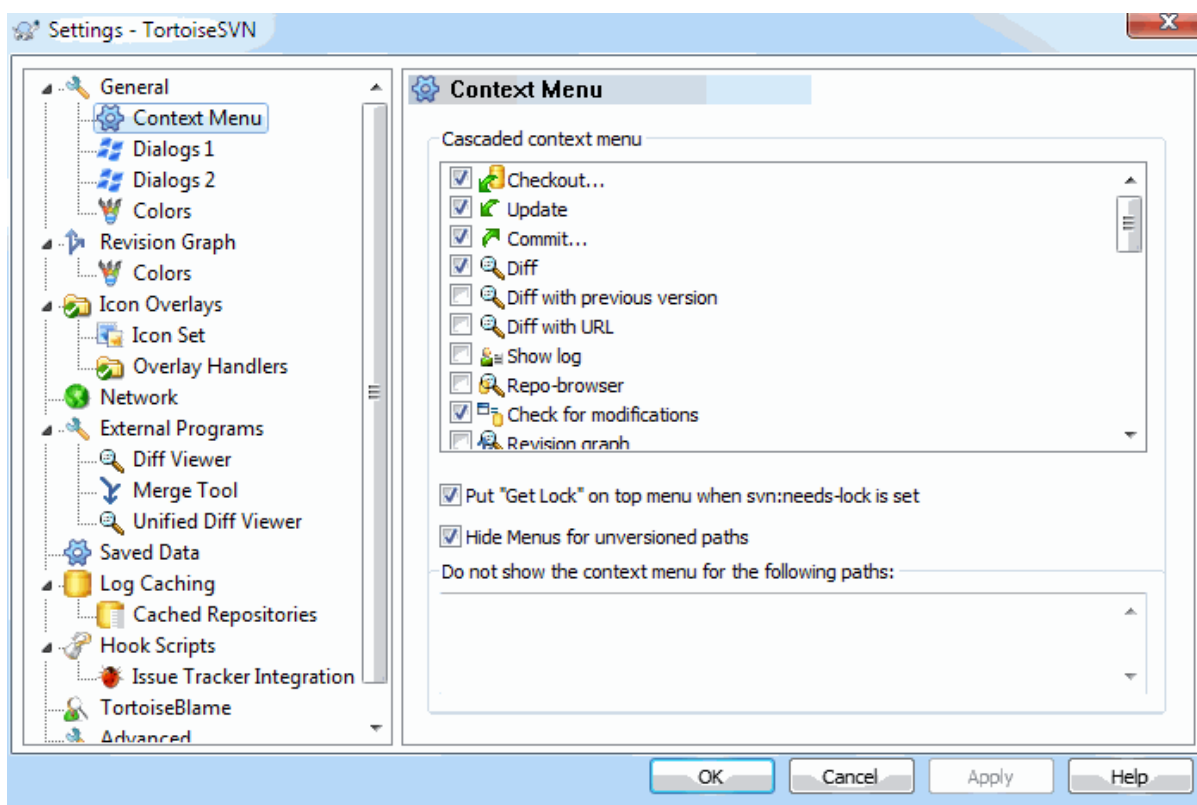 Settings - TortoiseSVN
General
Context Menu
Dialogs 1
Dialogs 2
Colors
Revision Graph
Colors
Icon Overlays
Icon Set
Overlay Handlers
Network
External Programs
Diff Viewer
Merge Tool
Unified Diff Viewer
Saved Data
Log Caching
Cached Repositories
Hook Scripts
Issue Tracker Integration
TortoiseBlame
Advanced
Context Menu
Cascaded context menu
Checkout...
Update
Commit...
Diff
Diff with previous version
Diff with URL
Show log
Repo-browser
Check for modifications
Revision graph
Put "Get Lock" on top menu when svn:needs-lock is set
Hide Menus for unversioned paths
Do not show the context menu for the following paths:
OK
Cancel
Apply
Help